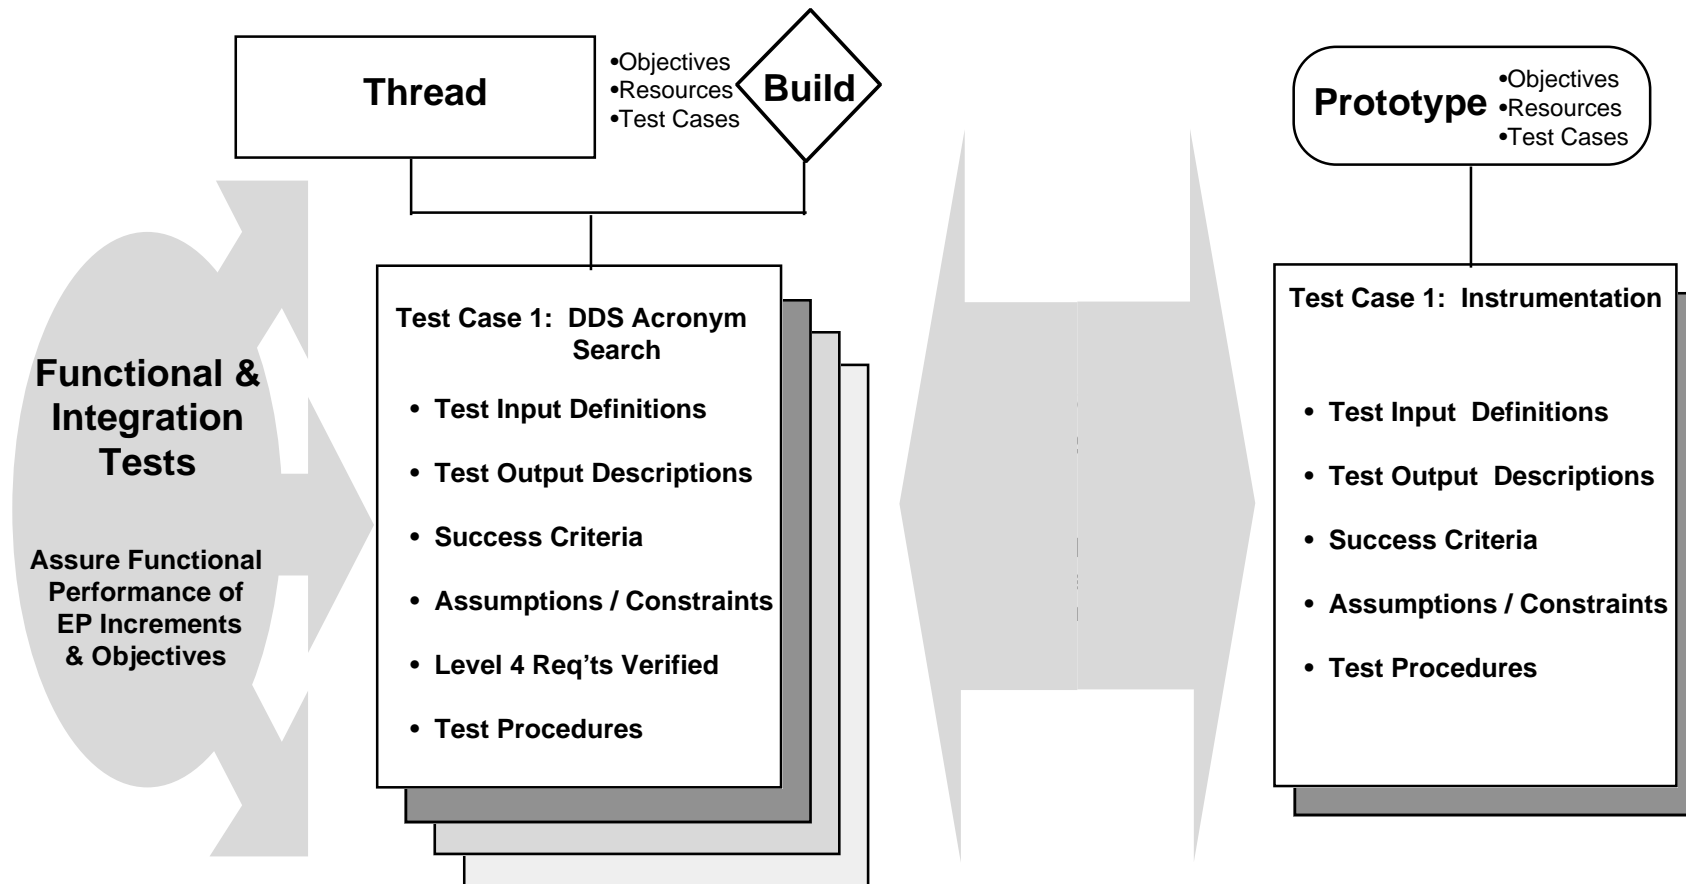 Thread
•Objectives
•Resources
•Test Cases
Build
Prototype
•Objectives
•Resources
•Test Cases
Functional &
Integration
Tests
Assure Functional
Performance of
EP Increments
& Objectives
Test Case 1: DDS Acronym
Search
• Test Input Definitions
• Test Output Descriptions
• Success Criteria
• Assumptions / Constraints
• Level 4 Req'ts Verified
• Test Procedures
Test Case 1: Instrumentation
• Test Input Definitions
• Test Output Descriptions
• Success Criteria
• Assumptions / Constraints
• Test Procedures